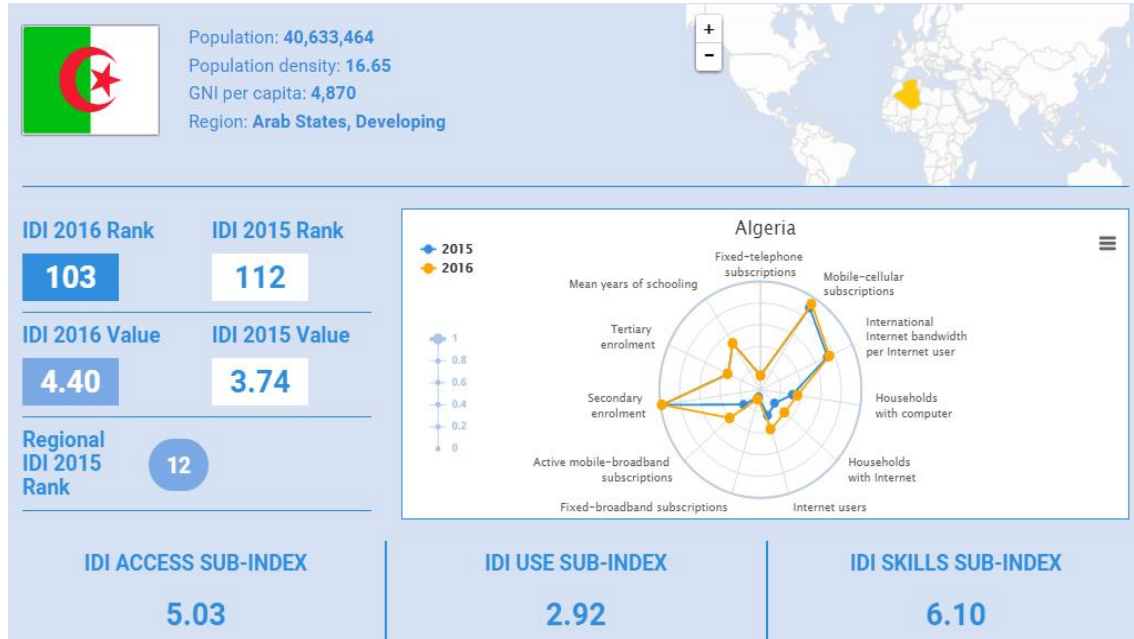 Population: 40,633,464
Population density: 16.65
GNI per capita: 4,870
Region: Arab States, Developing
+
−
IDI 2016 Rank
103
IDI 2015 Rank
112
IDI 2016 Value
4.40
IDI 2015 Value
3.74
Regional
IDI 2015
Rank
12
Algeria
2015
2016
1
0.8
0.6
0.4
0.2
0
Fixed-telephone
subscriptions
Mobile-cellular
subscriptions
International
Internet bandwidth
per Internet user
Households
with computer
Households
with Internet
Internet users
Fixed-broadband subscriptions
Active mobile-broadband
subscriptions
Secondary
enrolment
Tertiary
enrolment
Mean years of schooling
IDI ACCESS SUB-INDEX
5.03
IDI USE SUB-INDEX
2.92
IDI SKILLS SUB-INDEX
6.10